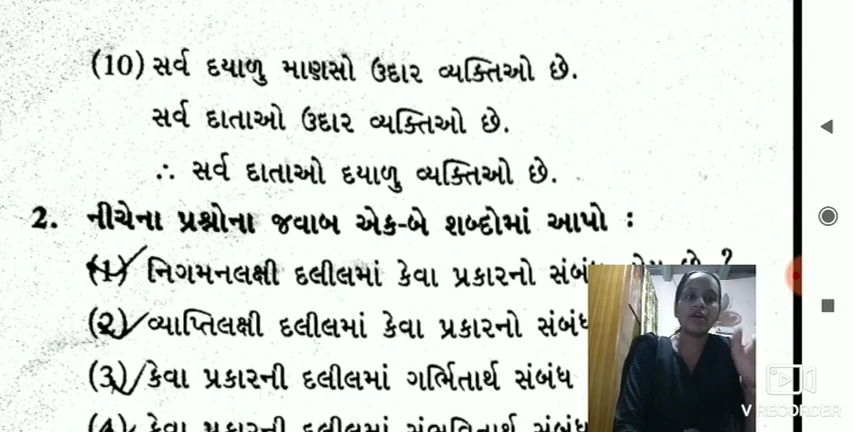 (10) સર્વ દયાળુ માણસો ઉદાર વ્યક્તિઓ છે.
સર્વ દાતાઓ ઉદાર વ્યક્તિઓ છે.
∴ સર્વ દાતાઓ દયાળુ વ્યક્તિઓ છે.
2. નીચેના પ્રશ્નોના જવાબ એક-બે શબ્દોમાં આપો :
(1) નિગમનલક્ષી દલીલમાં કેવા પ્રકારનો
(2) વ્યાપ્તિલક્ષી દલીલમાં કેવા પ્રકારનો
(3) કેવા પ્રકારની દલીલમાં ગર્ભિતાર્થ સંબંધ
V RECORDER